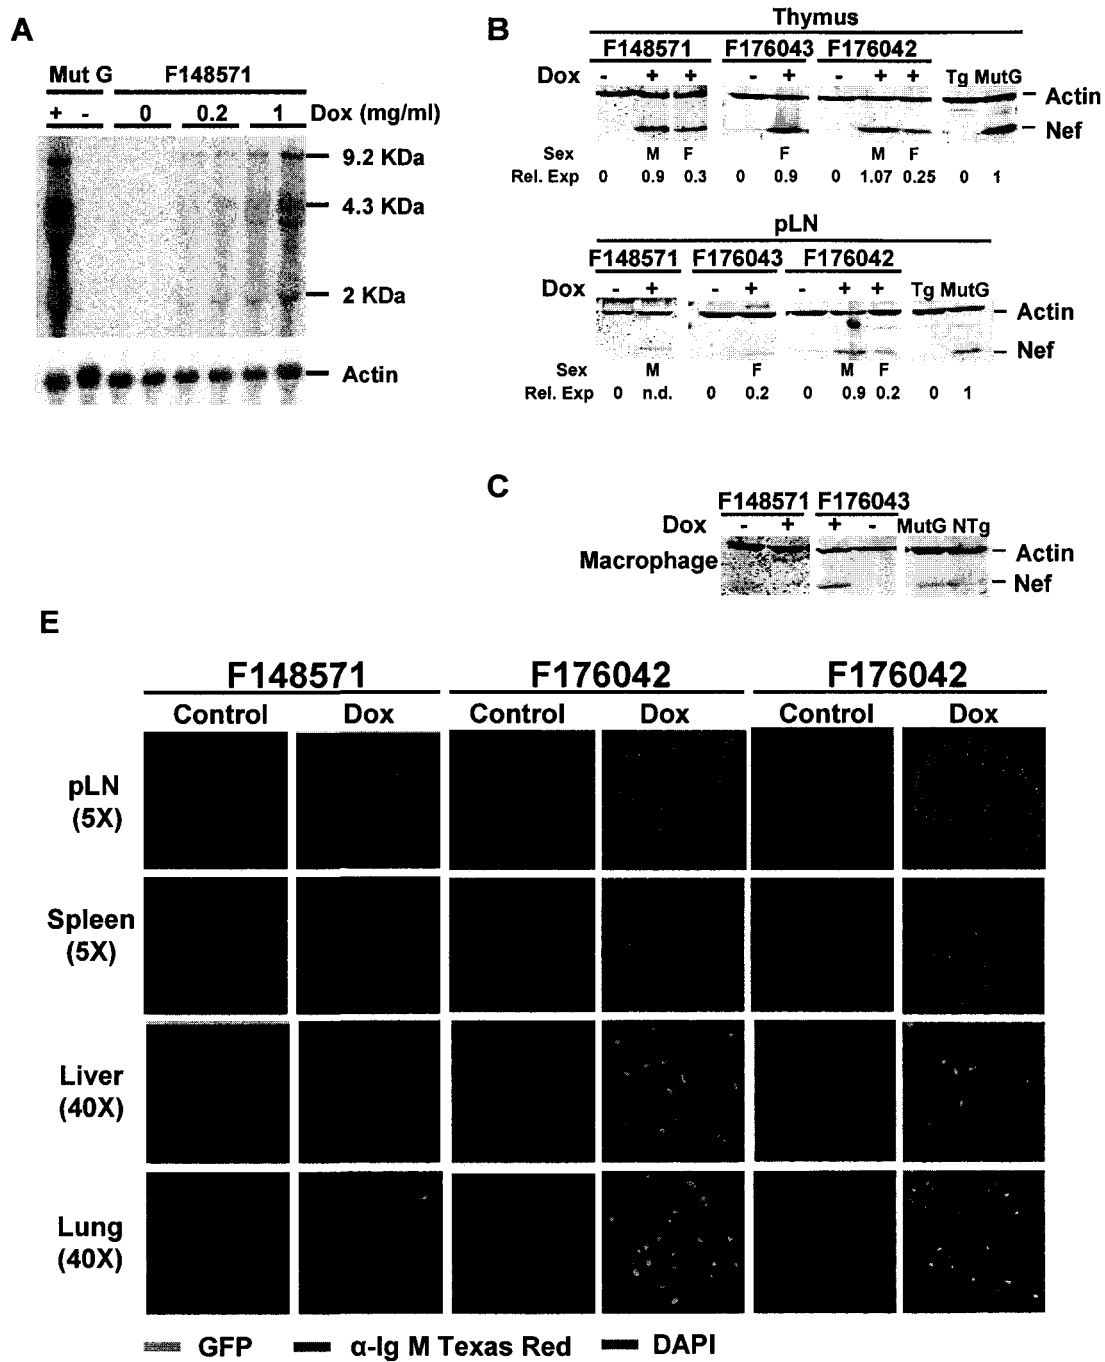 A
Mut G F148571
+ - 0 0.2 1 Dox (mg/ml)
9.2 KDa
4.3 KDa
2 KDa
Actin
B
Thymus
F148571 F176043 F176042
Dox - + + - + - + + Tg MutG
Actin
Nef
Sex M F F M F
Rel. Exp 0 0.9 0.3 0 0.9 0 1.07 0.25 0 1
pLN
F148571 F176043 F176042
Dox - + - + - + + Tg MutG
Actin
Nef
Sex M F M F
Rel. Exp 0 n.d. 0 0.2 0 0.9 0.2 0 1
C
F148571 F176043
Dox - + + - MutG NTg
Macrophage
Actin
Nef
E
F148571 F176042 F176042
Control Dox Control Dox Control Dox
pLN
(5X)
Spleen
(5X)
Liver
(40X)
Lung
(40X)
GFP α-Ig M Texas Red DAPI